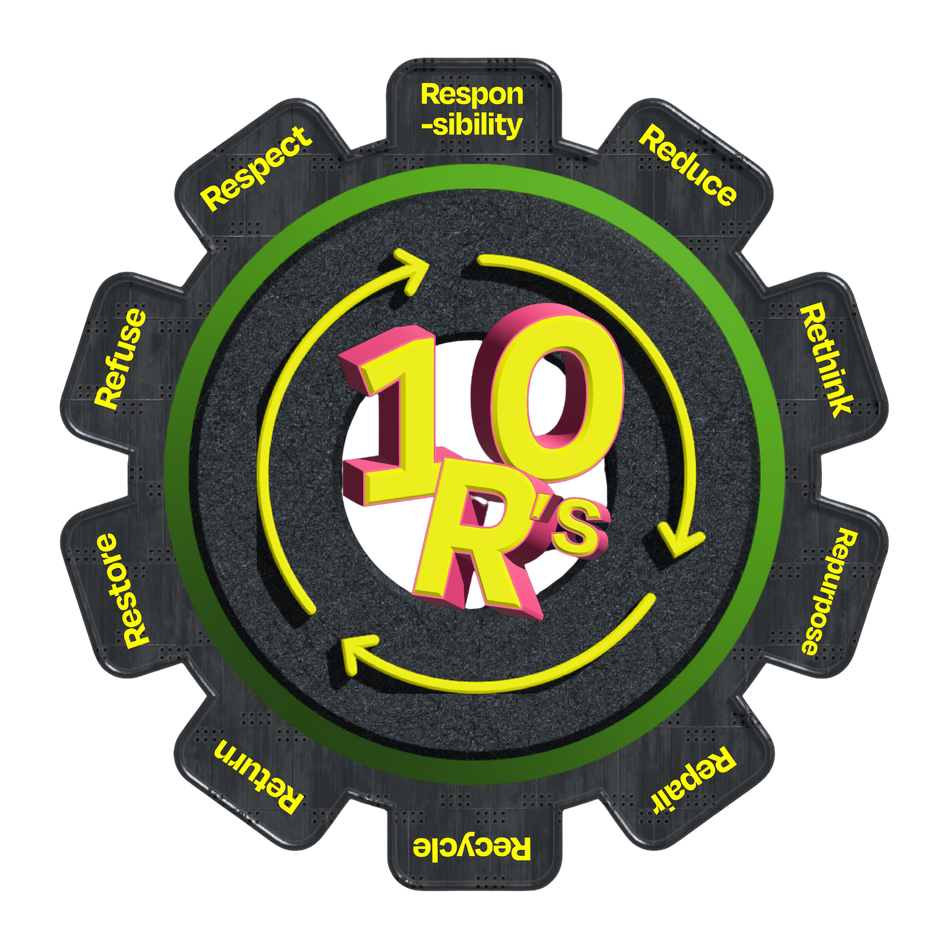 Respon
-sibility
Reduce
Rethink
Repurpose
Repair
Recycle
Return
Restore
Refuse
Respect
10
R's